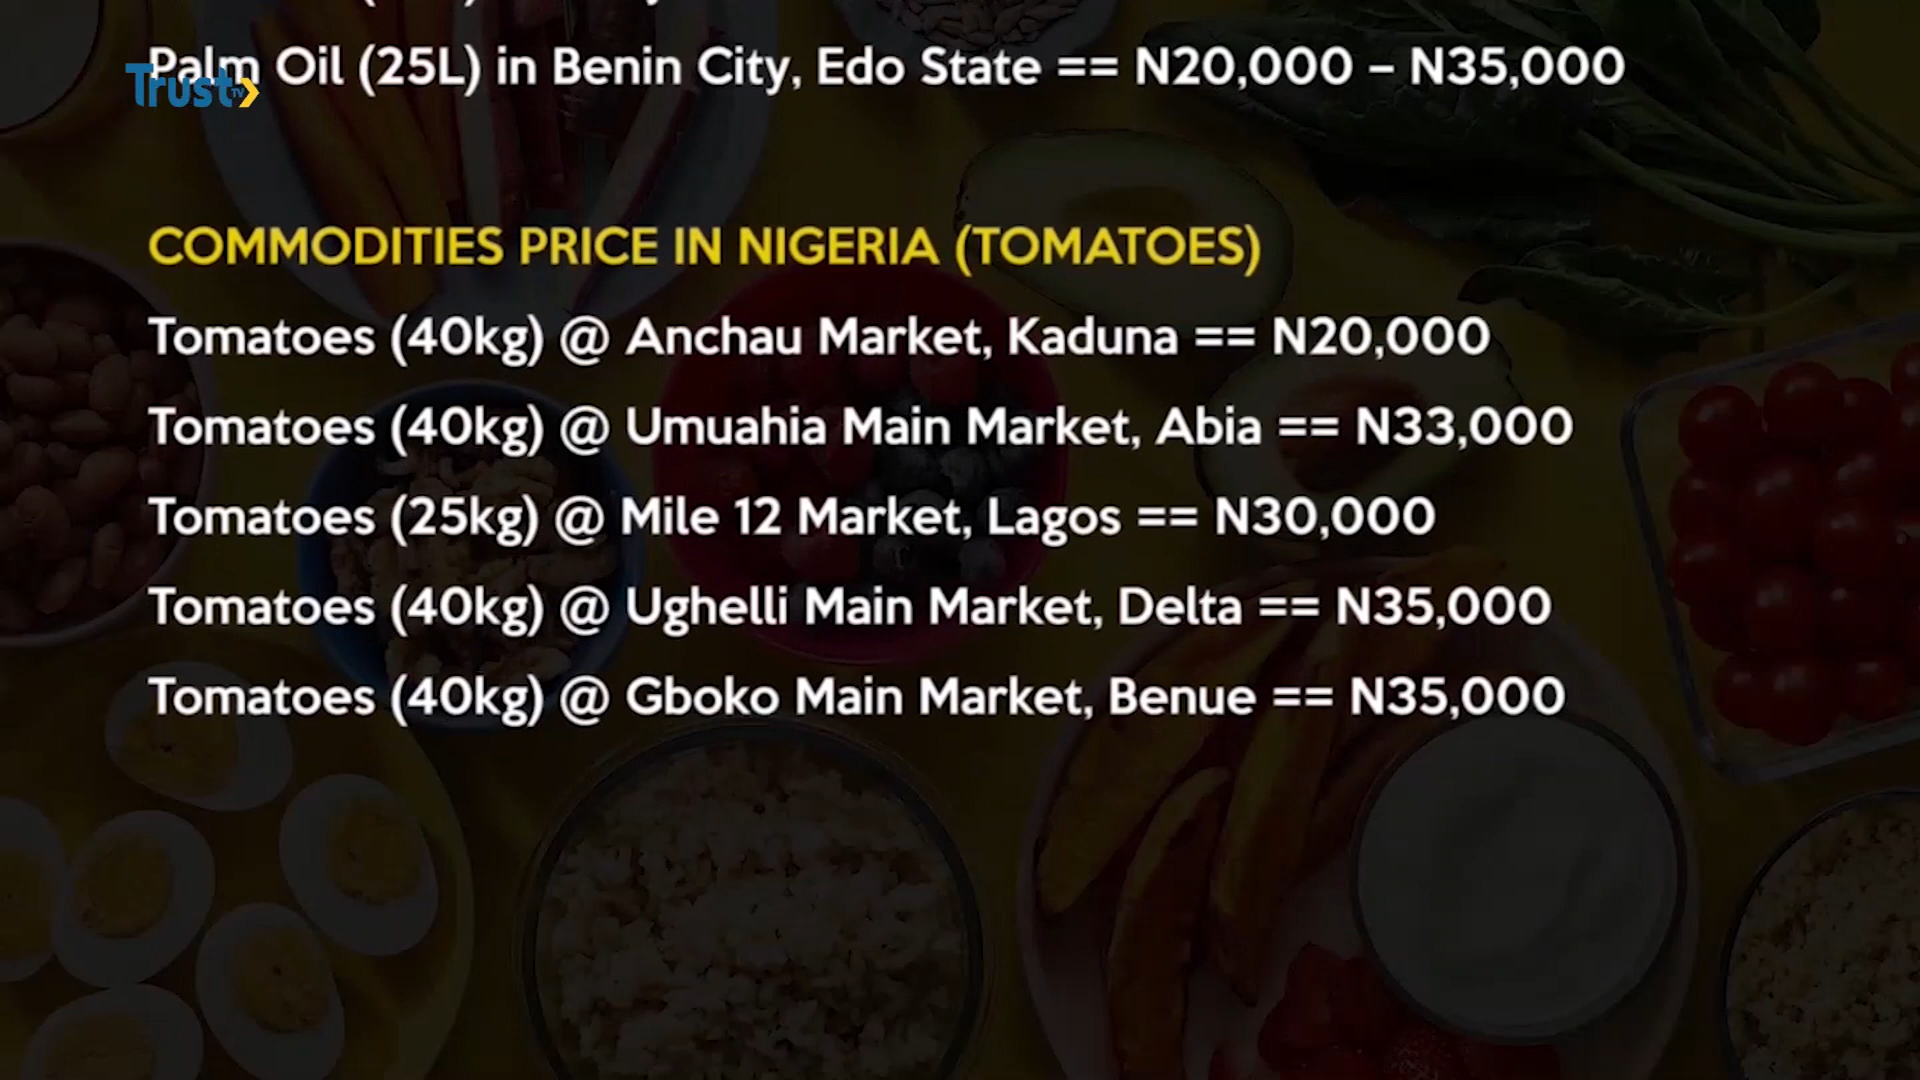 Palm Oil (25L) in Benin City, Edo State == N20,000 – N35,000
Trust TV
COMMODITIES PRICE IN NIGERIA (TOMATOES)
Tomatoes (40kg) @ Anchau Market, Kaduna == N20,000
Tomatoes (40kg) @ Umuahia Main Market, Abia == N33,000
Tomatoes (25kg) @ Mile 12 Market, Lagos == N30,000
Tomatoes (40kg) @ Ughelli Main Market, Delta == N35,000
Tomatoes (40kg) @ Gboko Main Market, Benue == N35,000